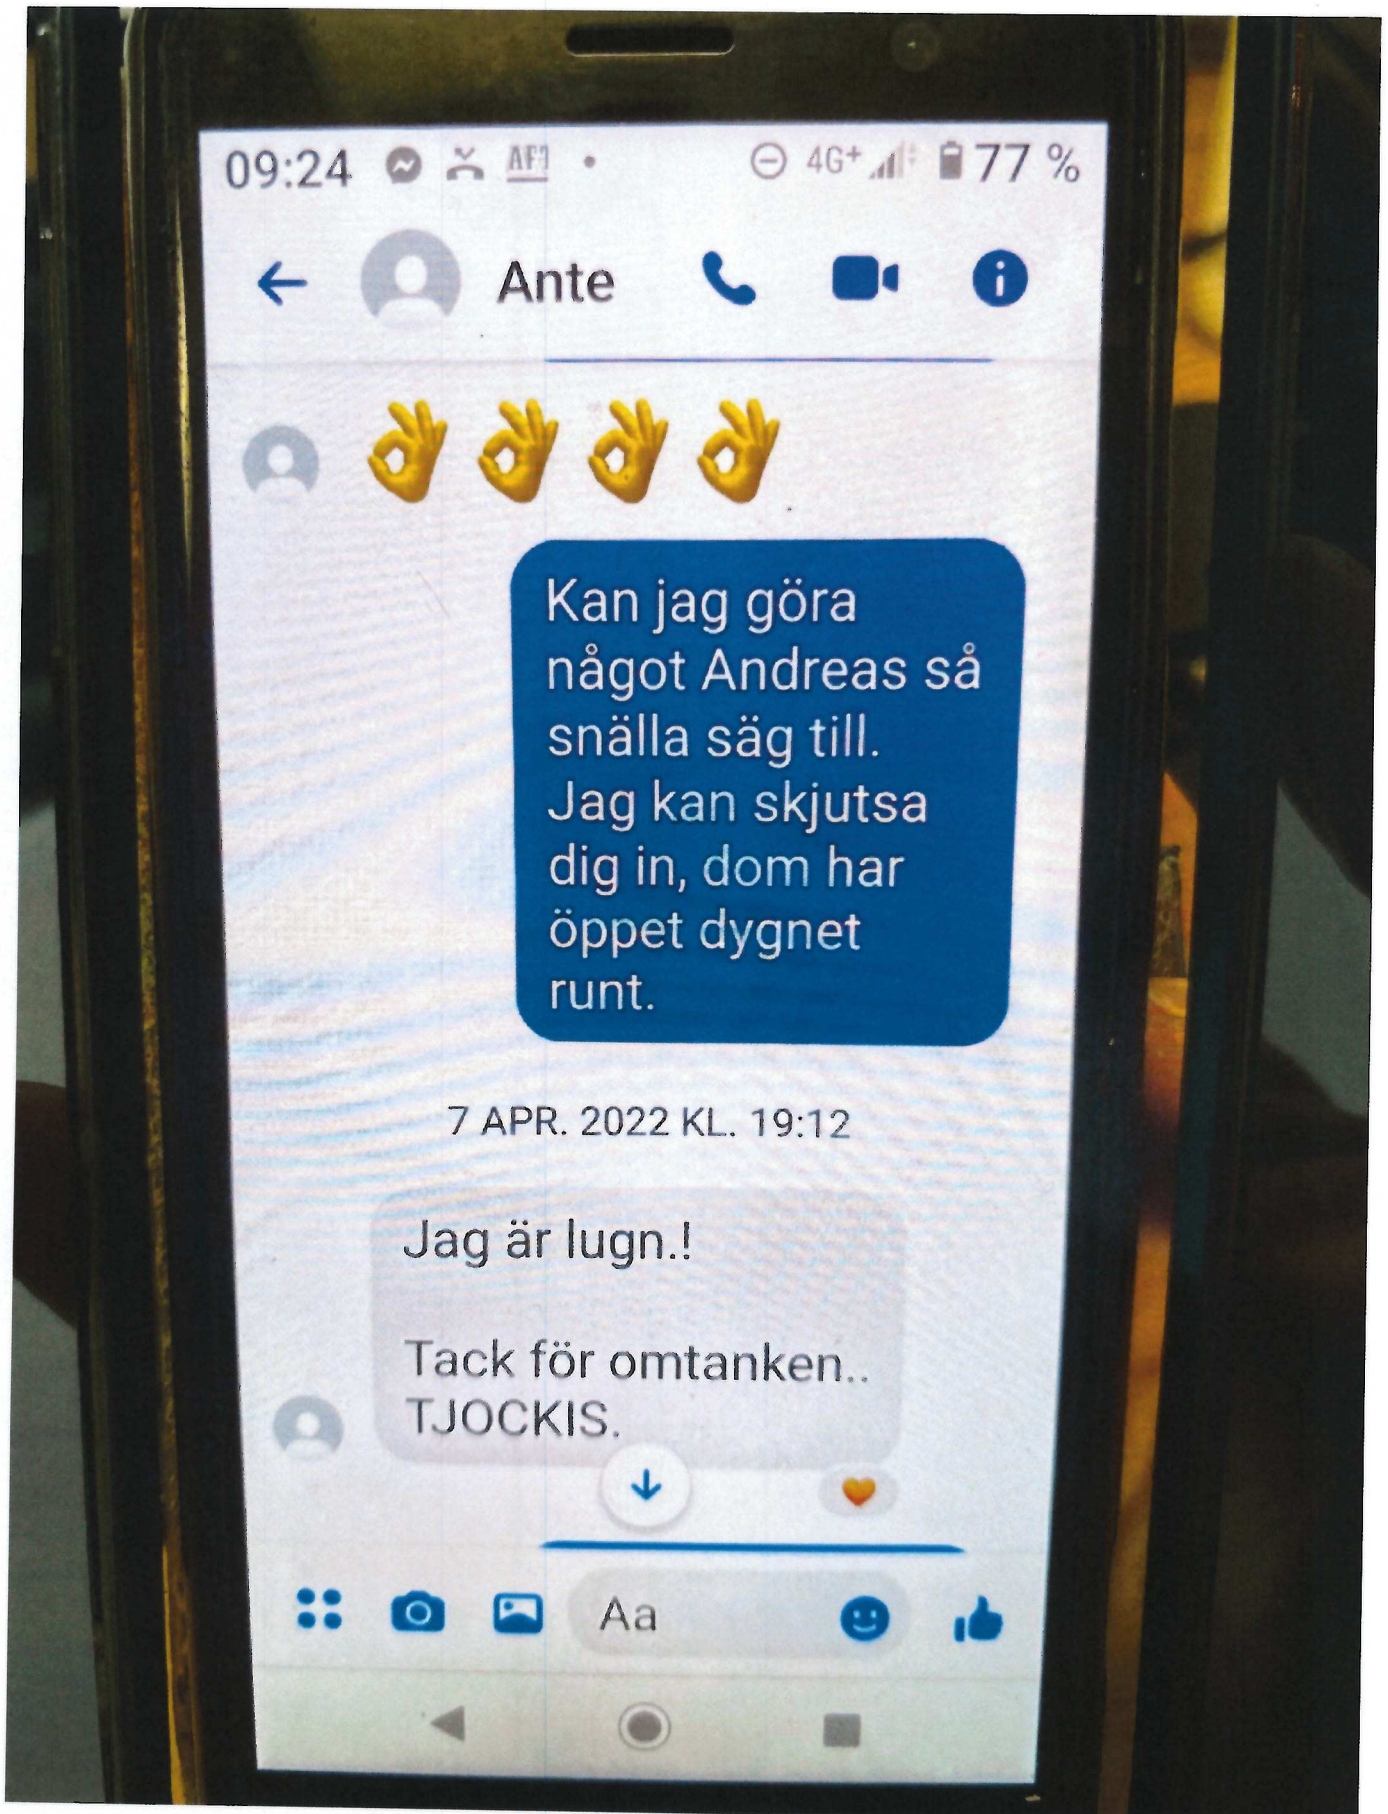 09:24 4G+ 77 %
Ante
👌👌👌👌
Kan jag göra
något Andreas så
snälla säg till.
Jag kan skjutsa
dig in, dom har
öppet dygnet
runt.
7 APR. 2022 KL. 19:12
Jag är lugn.!
Tack för omtanken..
TJOCKIS.
Aa